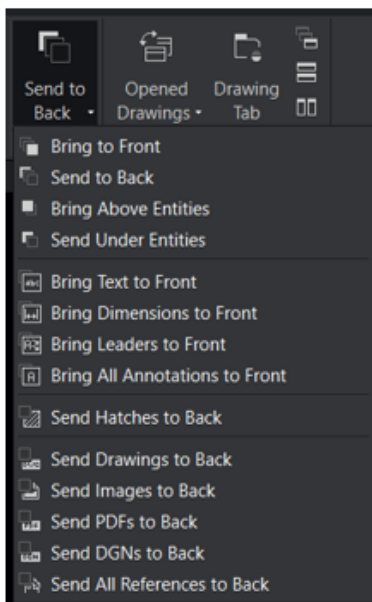 Send to
Back
Opened
Drawings
Drawing
Tab
Bring to Front
Send to Back
Bring Above Entities
Send Under Entities
Bring Text to Front
Bring Dimensions to Front
Bring Leaders to Front
Bring All Annotations to Front
Send Hatches to Back
Send Drawings to Back
Send Images to Back
Send PDFs to Back
Send DGNs to Back
Send All References to Back